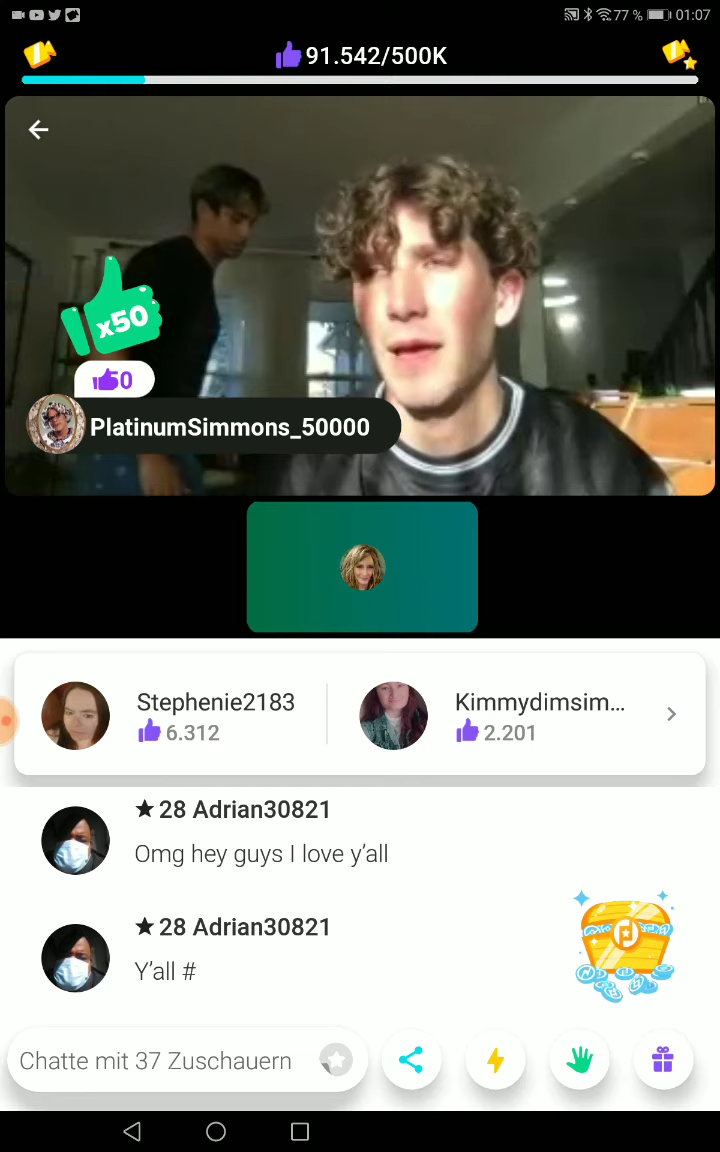 77 %
01:07
91.542/500K
x50
50
PlatinumSimmons_50000
Stephenie2183
6.312
Kimmydimsim...
2.201
★ 28 Adrian30821
Omg hey guys I love y’all
★ 28 Adrian30821
Y’all #
Chatte mit 37 Zuschauern